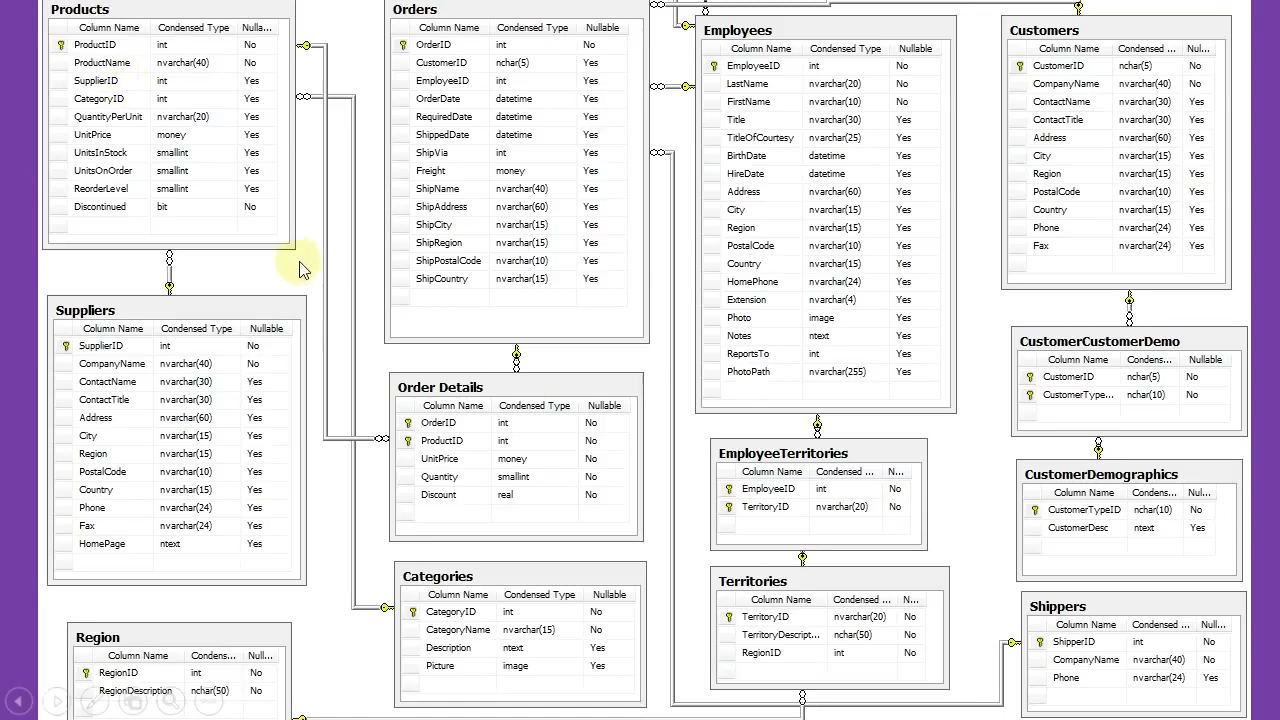 Products
Column Name Condensed Type Nulla...
ProductID int No
ProductName nvarchar(40) No
SupplierID int Yes
CategoryID int Yes
QuantityPerUnit nvarchar(20) Yes
UnitPrice money Yes
UnitsInStock smallint Yes
UnitsOnOrder smallint Yes
ReorderLevel smallint Yes
Discontinued bit No
Suppliers
Column Name Condensed Type Nullable
SupplierID int No
CompanyName nvarchar(40) No
ContactName nvarchar(30) Yes
ContactTitle nvarchar(30) Yes
Address nvarchar(60) Yes
City nvarchar(15) Yes
Region nvarchar(15) Yes
PostalCode nvarchar(10) Yes
Country nvarchar(15) Yes
Phone nvarchar(24) Yes
Fax nvarchar(24) Yes
HomePage ntext Yes
Region
Column Name Condens... Null...
RegionID int No
RegionDescription nchar(50) No
Orders
Column Name Condensed Type Nullable
OrderID int No
CustomerID nchar(5) Yes
EmployeeID int Yes
OrderDate datetime Yes
RequiredDate datetime Yes
ShippedDate datetime Yes
ShipVia int Yes
Freight money Yes
ShipName nvarchar(40) Yes
ShipAddress nvarchar(60) Yes
ShipCity nvarchar(15) Yes
ShipRegion nvarchar(15) Yes
ShipPostalCode nvarchar(10) Yes
ShipCountry nvarchar(15) Yes
Order Details
Column Name Condensed Type Nullable
OrderID int No
ProductID int No
UnitPrice money No
Quantity smallint No
Discount real No
Categories
Column Name Condensed Type Nullable
CategoryID int No
CategoryName nvarchar(15) No
Description ntext Yes
Picture image Yes
Employees
Column Name Condensed Type Nullable
EmployeeID int No
LastName nvarchar(20) No
FirstName nvarchar(10) No
Title nvarchar(30) Yes
TitleOfCourtesy nvarchar(25) Yes
BirthDate datetime Yes
HireDate datetime Yes
Address nvarchar(60) Yes
City nvarchar(15) Yes
Region nvarchar(15) Yes
PostalCode nvarchar(10) Yes
Country nvarchar(15) Yes
HomePhone nvarchar(24) Yes
Extension nvarchar(4) Yes
Photo image Yes
Notes ntext Yes
ReportsTo int Yes
PhotoPath nvarchar(255) Yes
EmployeeTerritories
Column Name Condensed ... N...
EmployeeID int No
TerritoryID nvarchar(20) No
Territories
Column Name Condensed ... N...
TerritoryID nvarchar(20) No
TerritoryDescript... nchar(50) No
RegionID int No
Customers
Column Name Condensed ... Nul...
CustomerID nchar(5) No
CompanyName nvarchar(40) No
ContactName nvarchar(30) Yes
ContactTitle nvarchar(30) Yes
Address nvarchar(60) Yes
City nvarchar(15) Yes
Region nvarchar(15) Yes
PostalCode nvarchar(10) Yes
Country nvarchar(15) Yes
Phone nvarchar(24) Yes
Fax nvarchar(24) Yes
CustomerCustomerDemo
Column Name Condens... Nullable
CustomerID nchar(5) No
CustomerType... nchar(10) No
CustomerDemographics
Column Name Condens... Nul...
CustomerTypeID nchar(10) No
CustomerDesc ntext Yes
Shippers
Column Name Condensed ... Null...
ShipperID int No
CompanyName nvarchar(40) No
Phone nvarchar(24) Yes